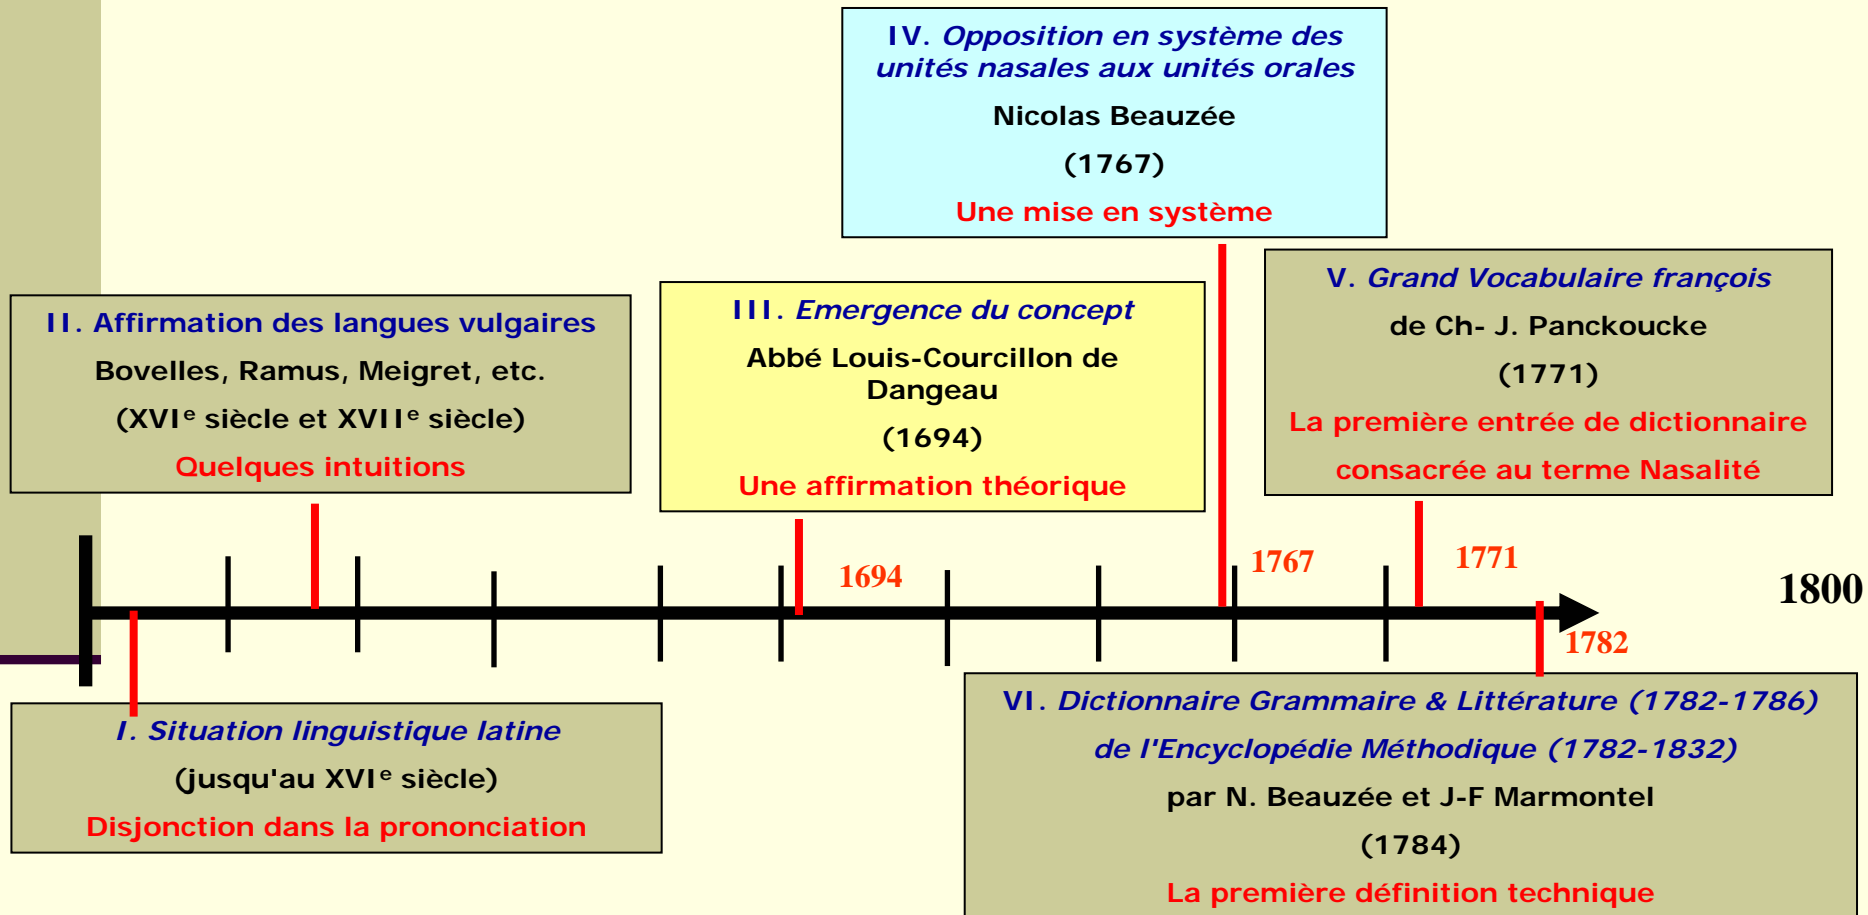 IV. Opposition en système des
unités nasales aux unités orales
Nicolas Beauzée
(1767)
Une mise en système
II. Affirmation des langues vulgaires
Bovelles, Ramus, Meigret, etc.
(XVIe siècle et XVIIe siècle)
Quelques intuitions
III. Emergence du concept
Abbé Louis-Courcillon de
Dangeau
(1694)
Une affirmation théorique
V. Grand Vocabulaire françois
de Ch- J. Panckoucke
(1771)
La première entrée de dictionnaire
consacrée au terme Nasalité
1694
1767
1771
1800
1782
I. Situation linguistique latine
(jusqu'au XVIe siècle)
Disjonction dans la prononciation
VI. Dictionnaire Grammaire & Littérature (1782-1786)
de l'Encyclopédie Méthodique (1782-1832)
par N. Beauzée et J-F Marmontel
(1784)
La première définition technique